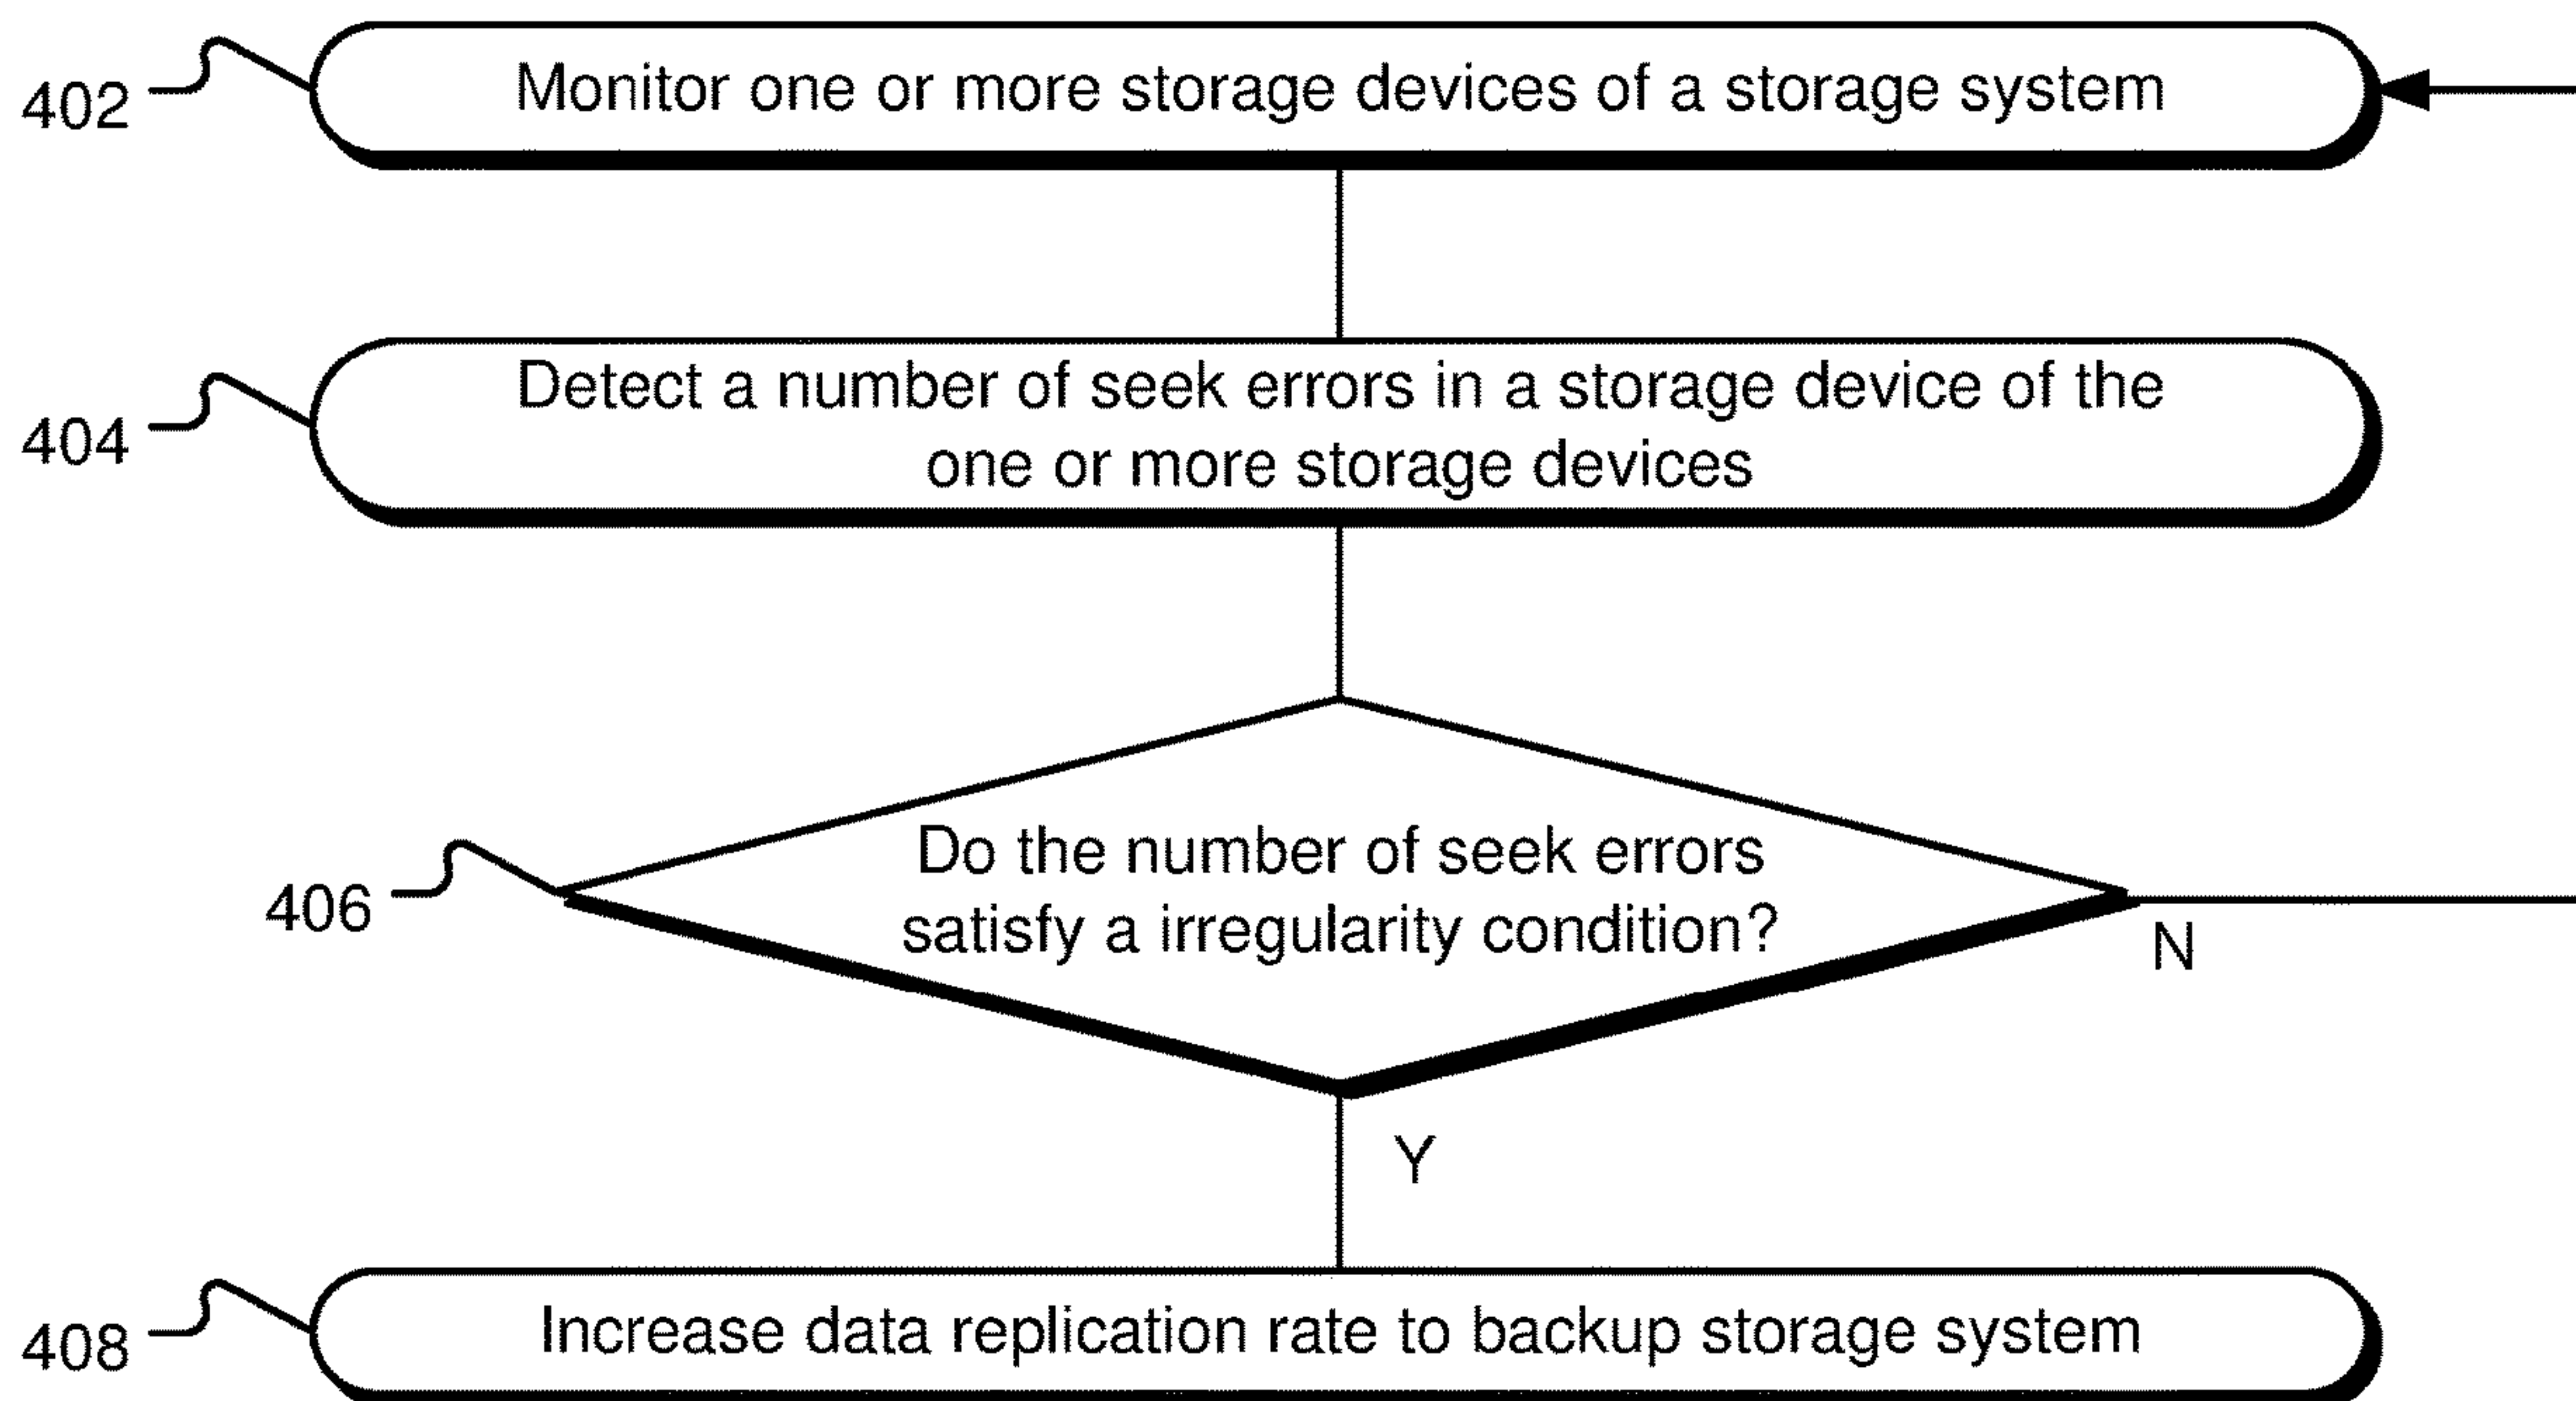 402
Monitor one or more storage devices of a storage system
404
Detect a number of seek errors in a storage device of the
one or more storage devices
406
Do the number of seek errors
satisfy a irregularity condition?
N
Y
408
Increase data replication rate to backup storage system